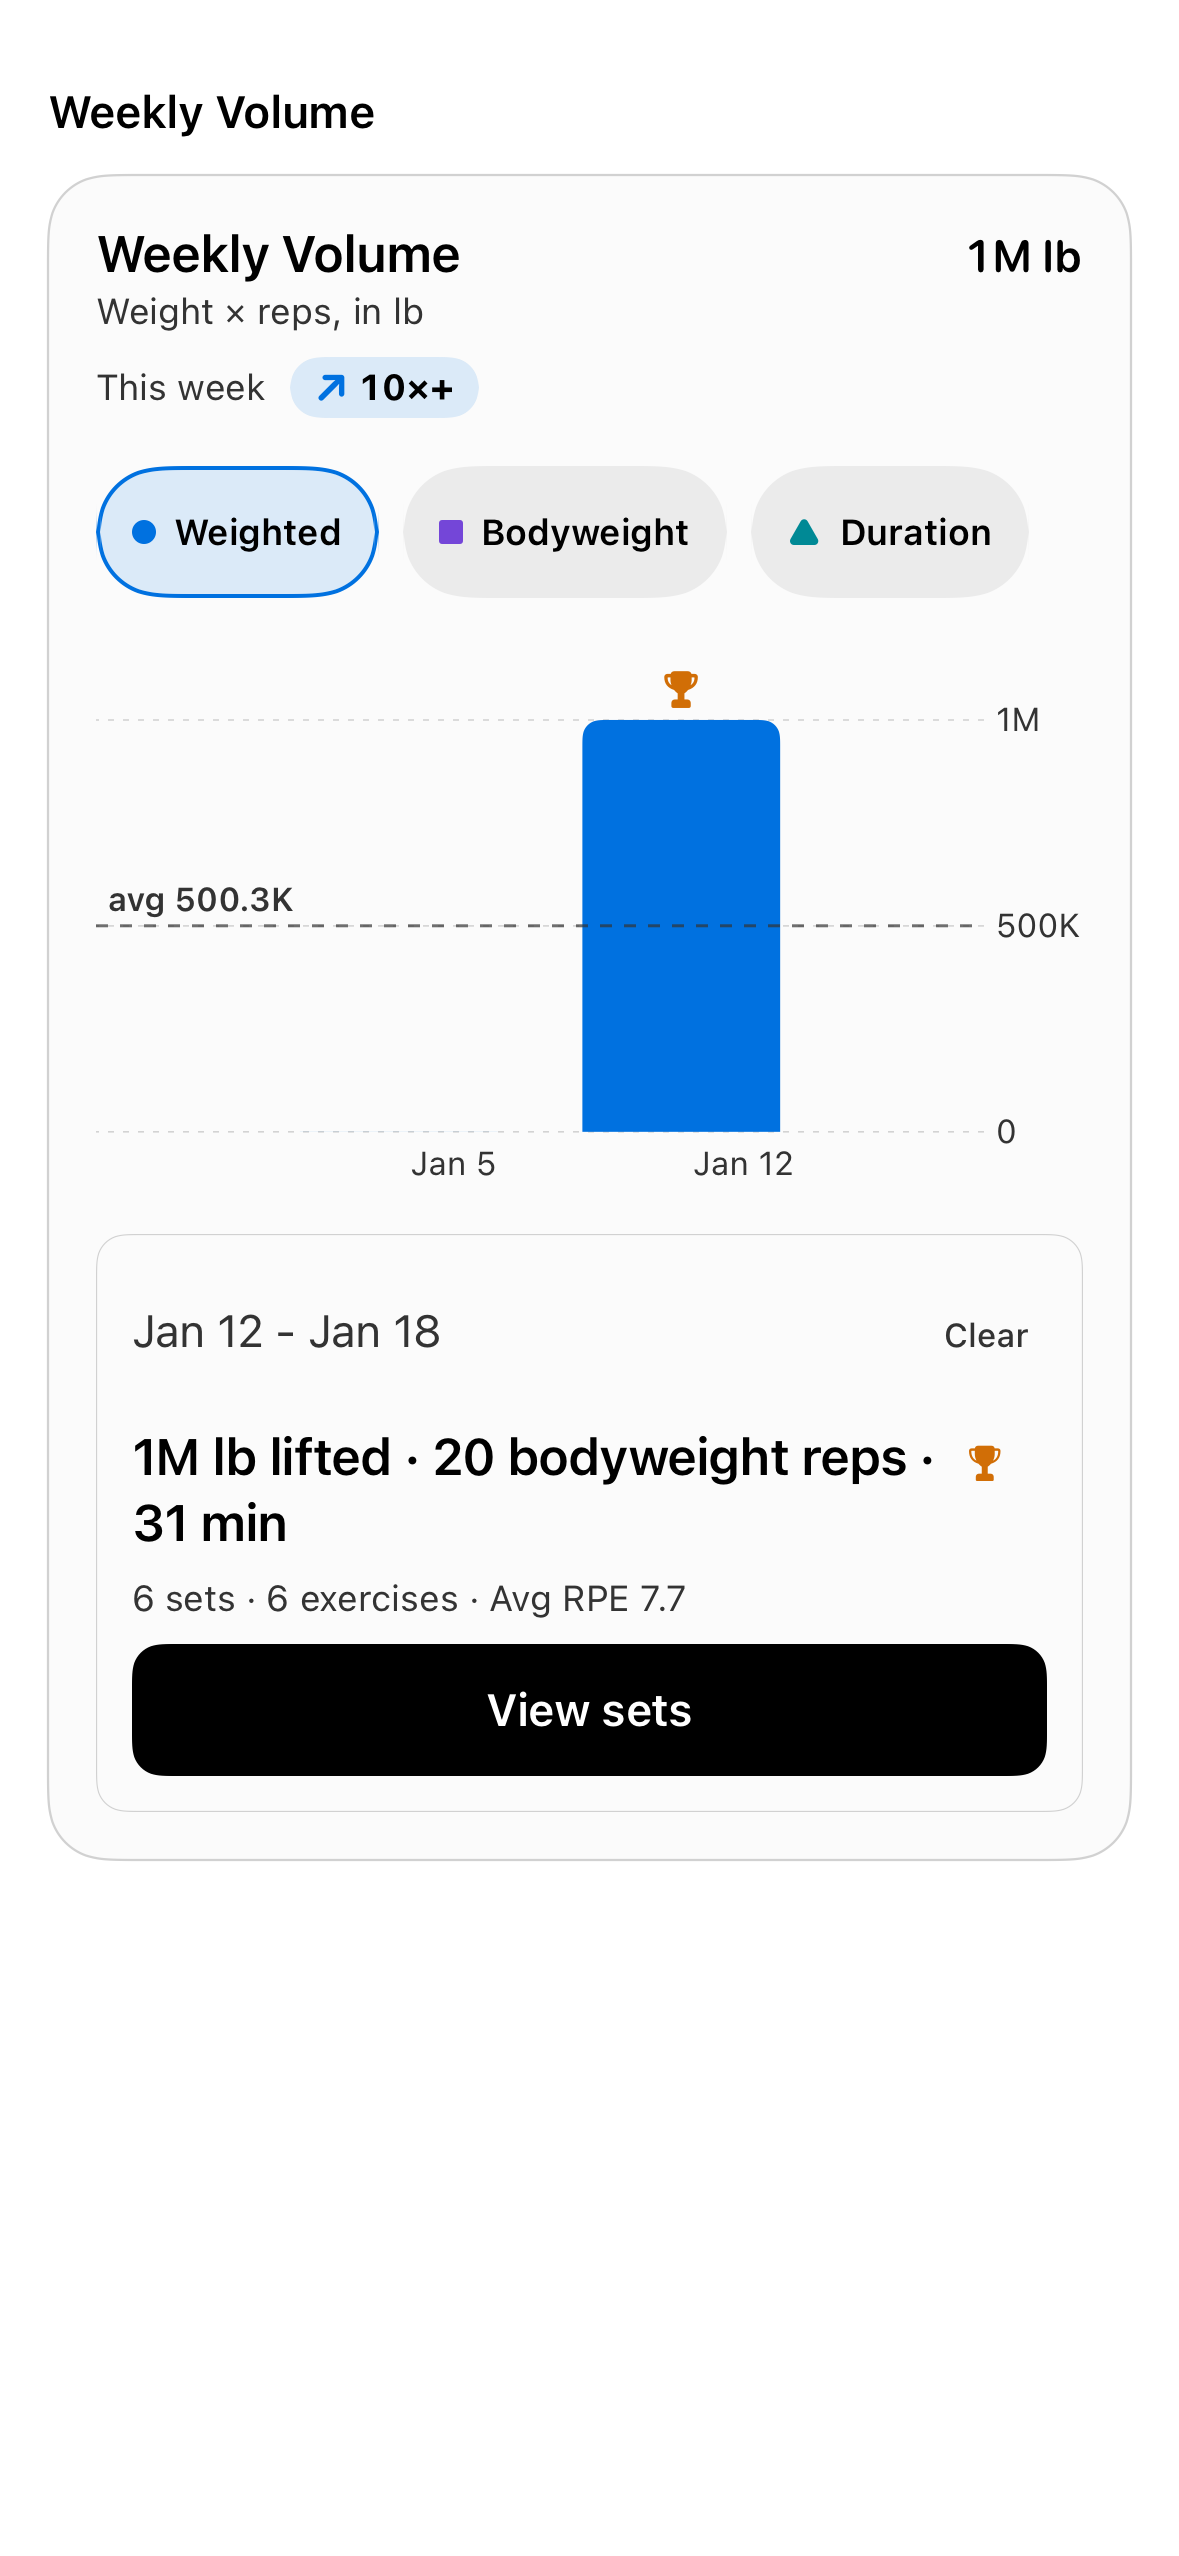 Weekly Volume
Weekly Volume
1M lb
Weight × reps, in lb
This week
10×+
Weighted
Bodyweight
Duration
1M
avg 500.3K
500K
0
Jan 5
Jan 12
Jan 12 - Jan 18
Clear
1M lb lifted · 20 bodyweight reps ·
31 min
6 sets · 6 exercises · Avg RPE 7.7
View sets